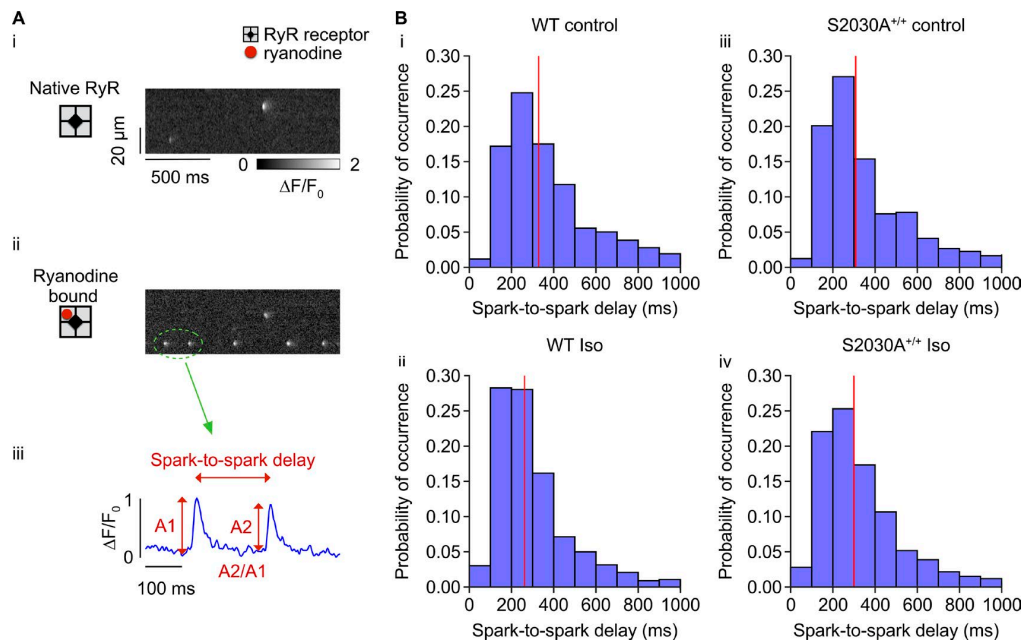 A
i
RyR receptor
ryanodine
Native RyR
20 μm
500 ms
0
2
ΔF/F0
ii
Ryanodine
bound
iii
Spark-to-spark delay
ΔF/F0
1
0
A1
A2
A2/A1
100 ms
B
i
WT control
Probability of occurrence
0.30
0.25
0.20
0.15
0.10
0.05
0.00
0 200 400 600 800 1000
Spark-to-spark delay (ms)
ii
WT Iso
Probability of occurrence
0.30
0.25
0.20
0.15
0.10
0.05
0.00
0 200 400 600 800 1000
Spark-to-spark delay (ms)
iii
S2030A+/+ control
Probability of occurrence
0.30
0.25
0.20
0.15
0.10
0.05
0.00
0 200 400 600 800 1000
Spark-to-spark delay (ms)
iv
S2030A+/+ Iso
Probability of occurrence
0.30
0.25
0.20
0.15
0.10
0.05
0.00
0 200 400 600 800 1000
Spark-to-spark delay (ms)